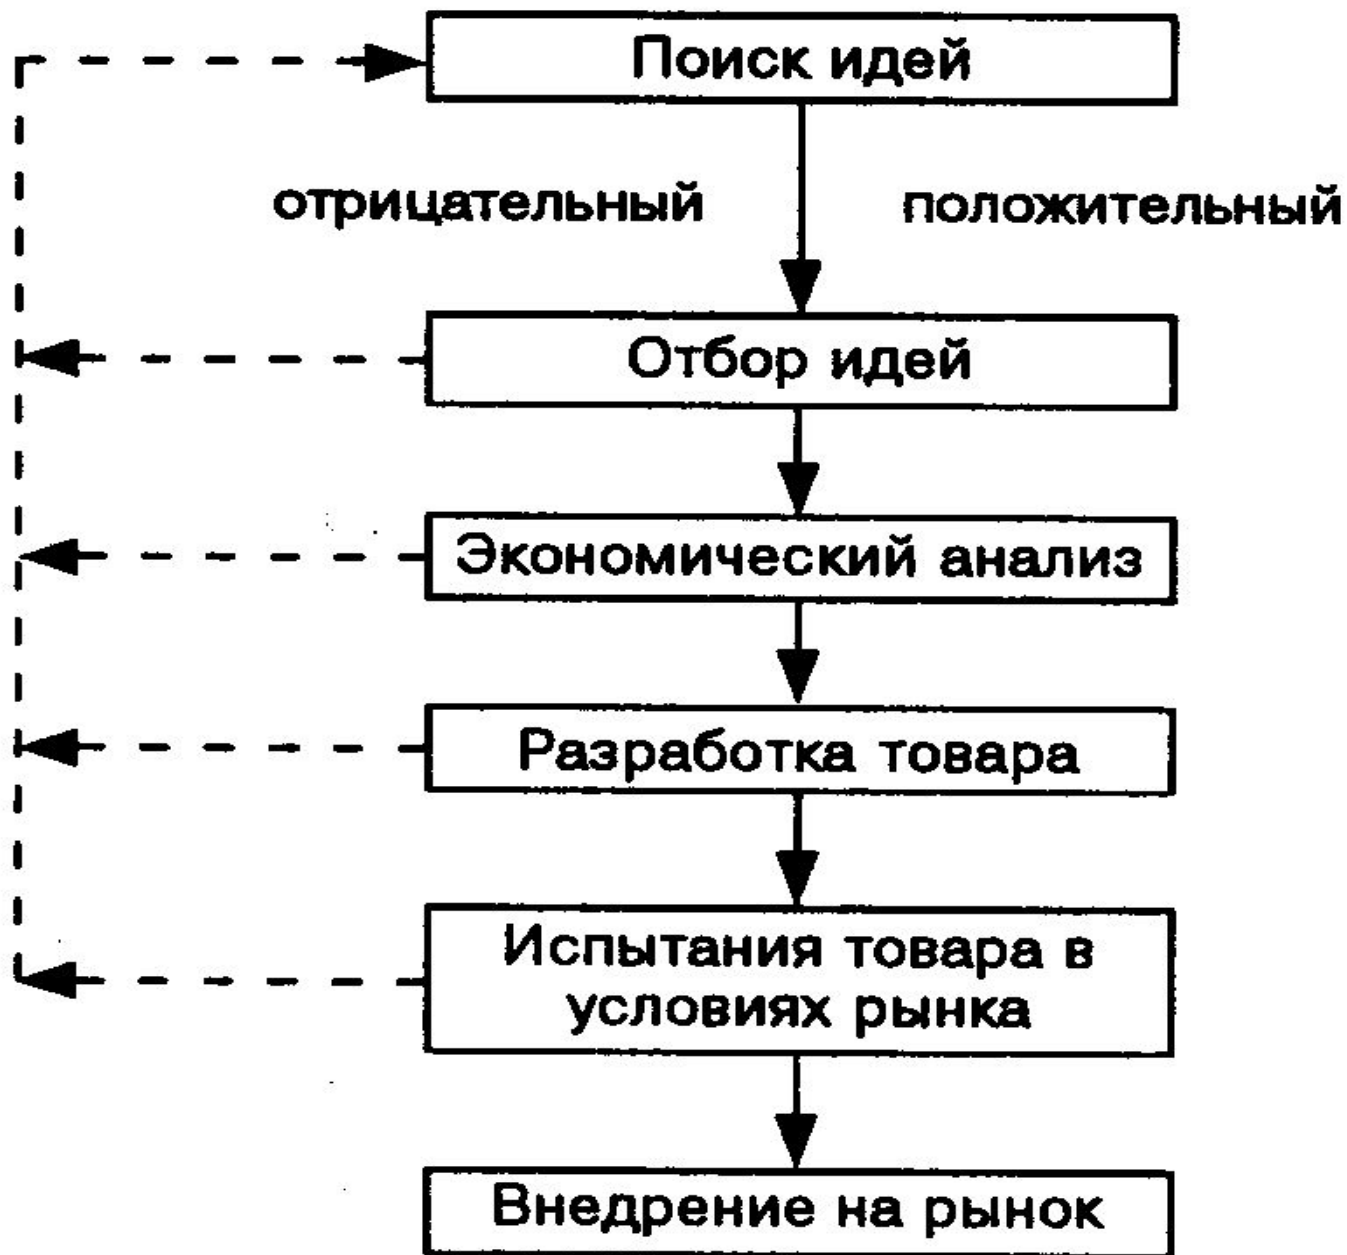 Поиск идей
отрицательный положительный
Отбор идей
Экономический анализ
Разработка товара
Испытания товара в
условиях рынка
Внедрение на рынок